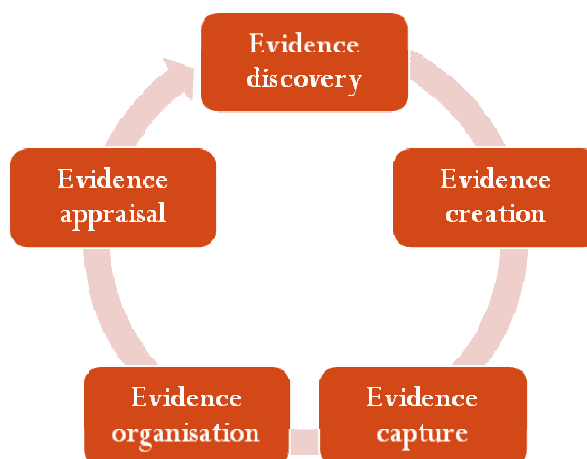 Evidence
discovery
Evidence
creation
Evidence
capture
Evidence
organisation
Evidence
appraisal